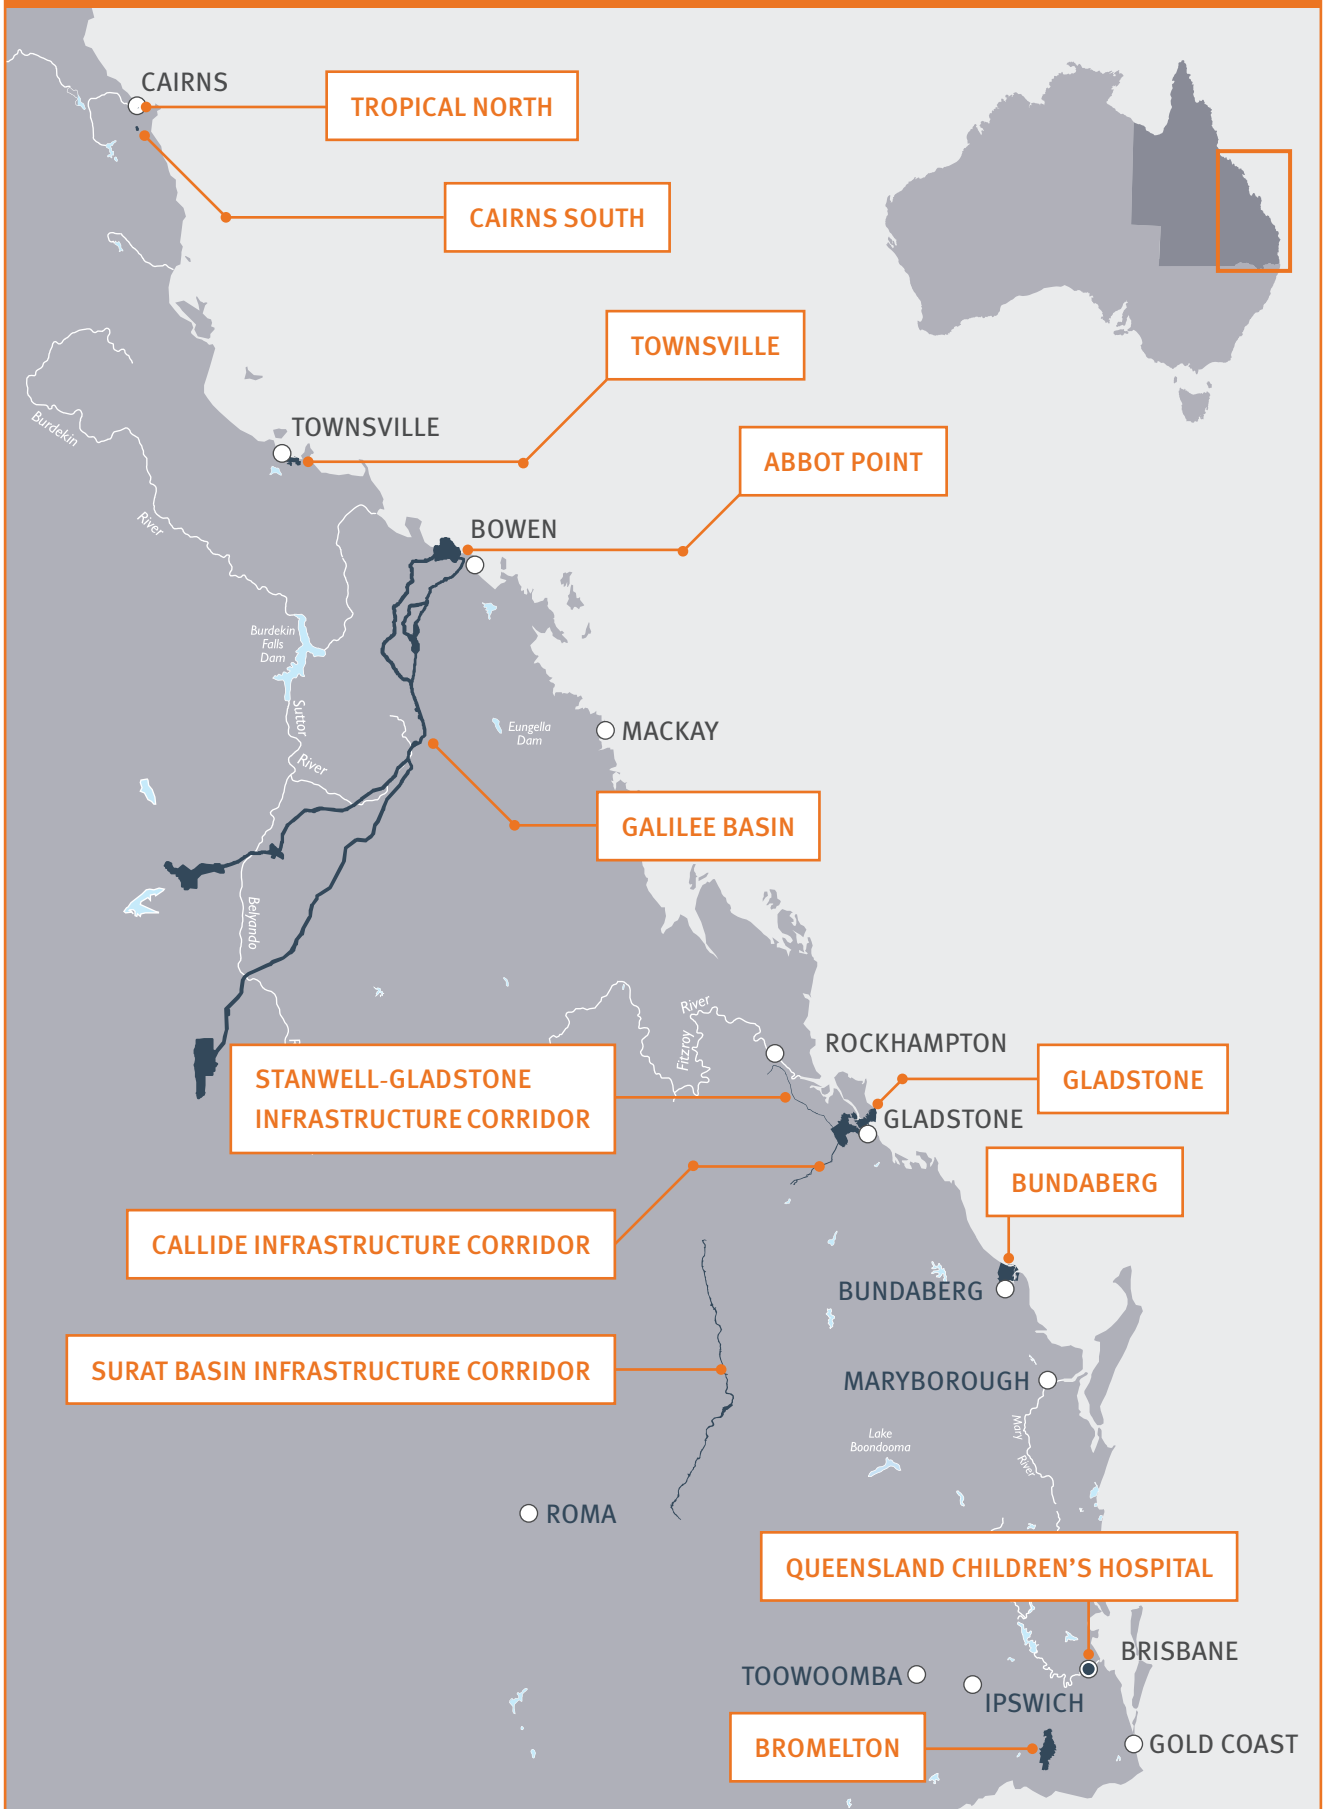 CAIRNS
TROPICAL NORTH
CAIRNS SOUTH
TOWNSVILLE
Burdekin
River
TOWNSVILLE
ABBOT POINT
BOWEN
Burdekin
Falls
Dam
Suttor
River
Eungella
Dam
MACKAY
GALILEE BASIN
Belyando
River
Fitzroy
ROCKHAMPTON
STANWELL-GLADSTONE
INFRASTRUCTURE CORRIDOR
GLADSTONE
GLADSTONE
BUNDABERG
CALLIDE INFRASTRUCTURE CORRIDOR
BUNDABERG
SURAT BASIN INFRASTRUCTURE CORRIDOR
MARYBOROUGH
Mary
River
Lake
Boondooma
ROMA
QUEENSLAND CHILDREN'S HOSPITAL
BRISBANE
TOOWOOMBA
IPSWICH
BROMELTON
GOLD COAST